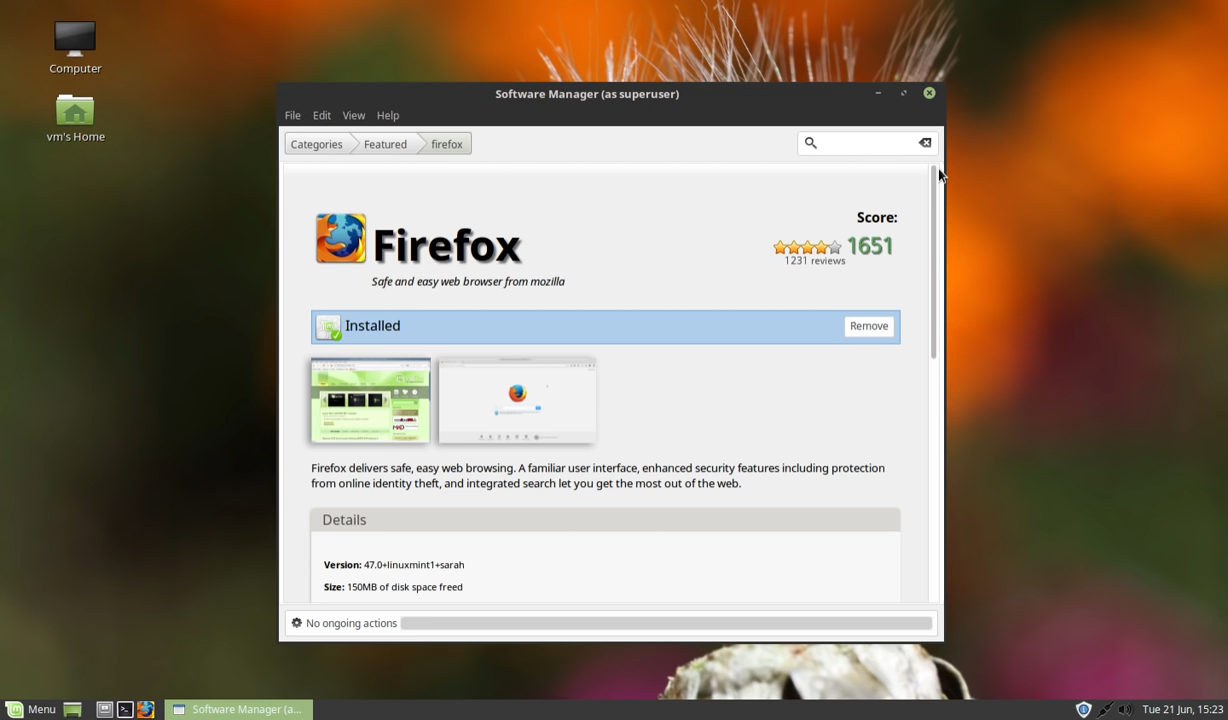 Computer
vm's Home
Software Manager (as superuser)
File Edit View Help
Categories Featured firefox
Score:
Firefox
1651
1231 reviews
Safe and easy web browser from mozilla
Installed
Remove
Firefox delivers safe, easy web browsing. A familiar user interface, enhanced security features including protection
from online identity theft, and integrated search let you get the most out of the web.
Details
Version: 47.0+linuxmint1+sarah
Size: 150MB of disk space freed
No ongoing actions
Menu
Software Manager (a...
Tue 21 Jun, 15:23